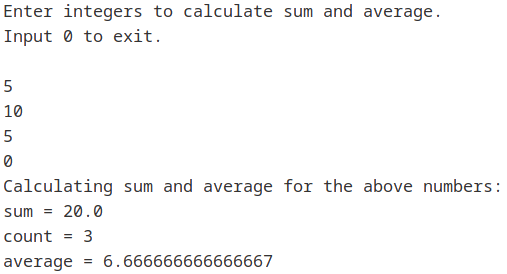 Enter integers to calculate sum and average.
Input 0 to exit.

5
10
5
0
Calculating sum and average for the above numbers:
sum = 20.0
count = 3
average = 6.666666666666667